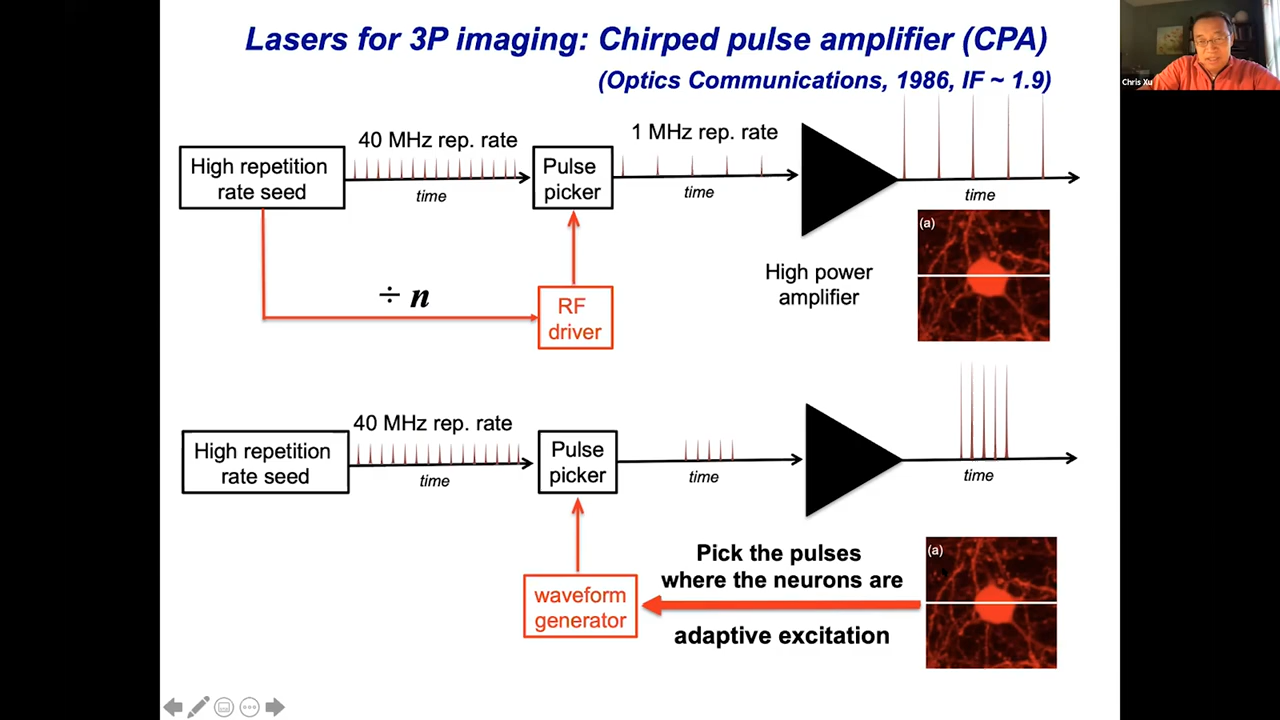 Lasers for 3P imaging: Chirped pulse amplifier (CPA)
(Optics Communications, 1986, IF ~ 1.9)
Chris Xu
High repetition
rate seed
40 MHz rep. rate
time
Pulse
picker
1 MHz rep. rate
time
time
(a)
High power
amplifier
÷ n
RF
driver
High repetition
rate seed
40 MHz rep. rate
time
Pulse
picker
time
time
(a)
Pick the pulses
where the neurons are
adaptive excitation
waveform
generator